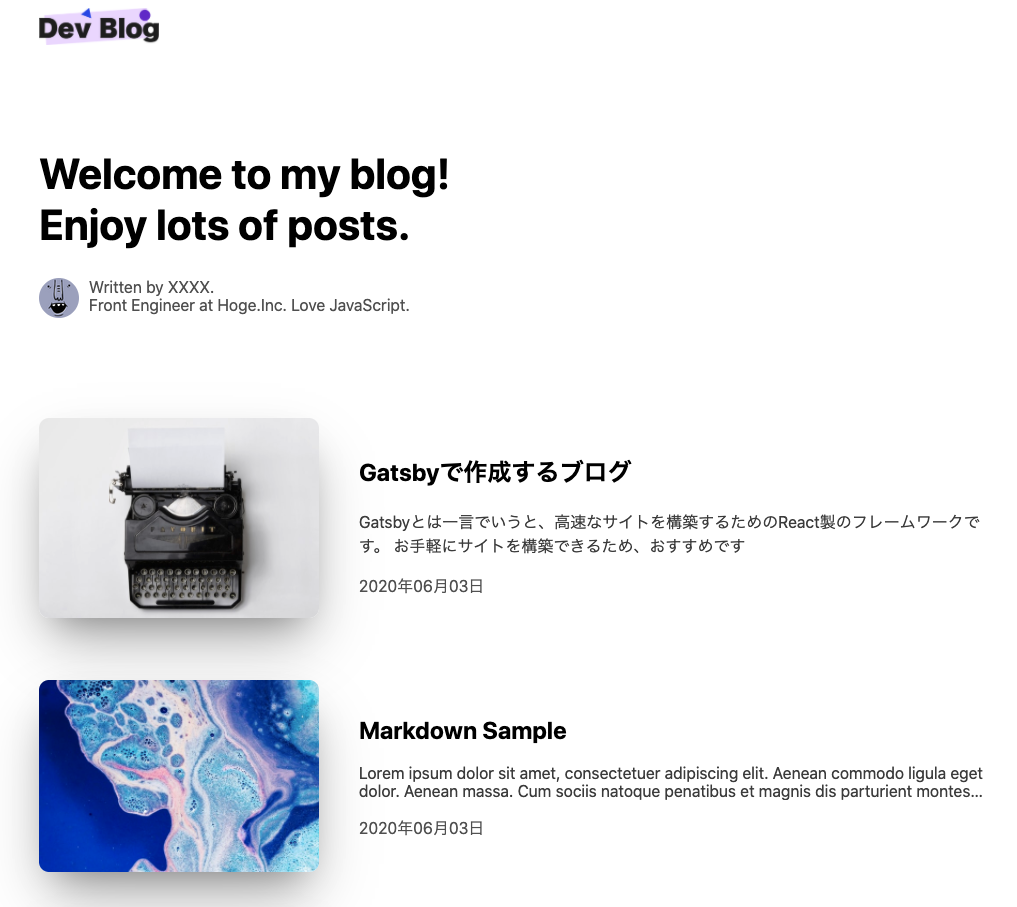 Dev Blog
Welcome to my blog!
Enjoy lots of posts.
Written by XXXX.
Front Engineer at Hoge.Inc. Love JavaScript.
Gatsbyで作成するブログ
Gatsbyとは一言でいうと、高速なサイトを構築するためのReact製のフレームワークで
す。 お手軽にサイトを構築できるため、おすすめです
2020年06月03日
Markdown Sample
Lorem ipsum dolor sit amet, consectetuer adipiscing elit. Aenean commodo ligula eget
dolor. Aenean massa. Cum sociis natoque penatibus et magnis dis parturient montes...
2020年06月03日